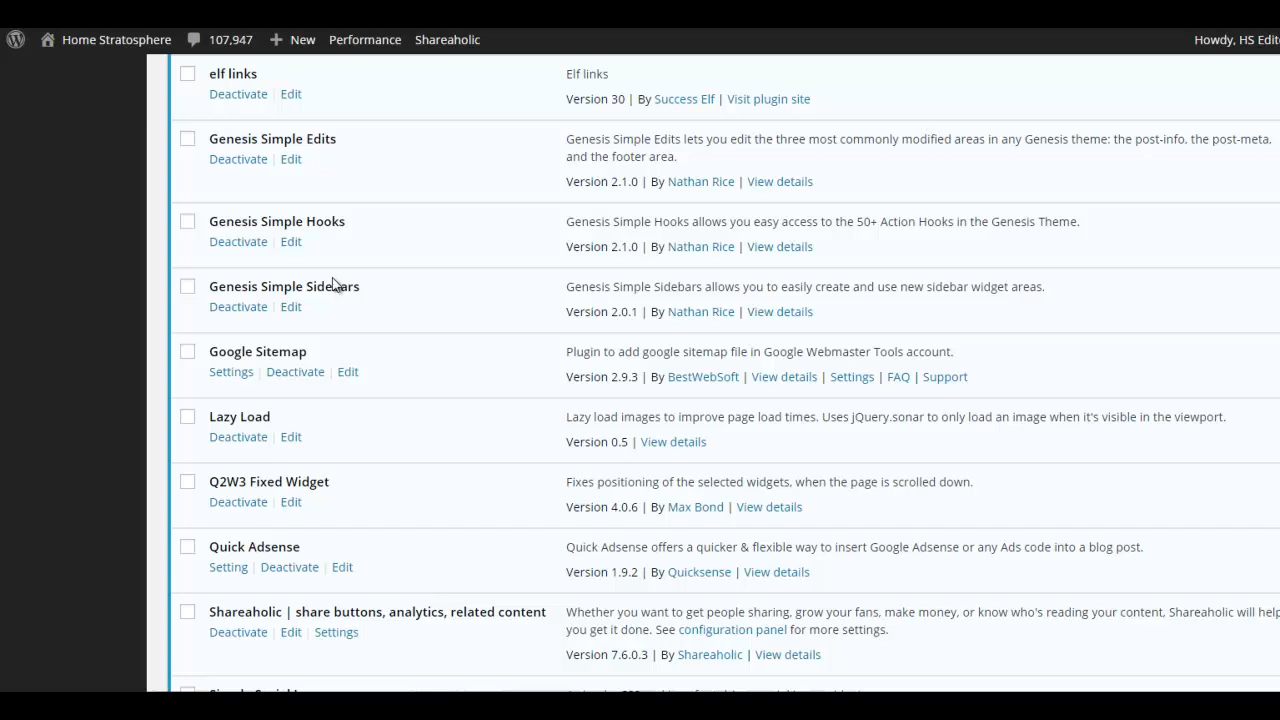 Home Stratosphere 107,947 New Performance Shareaholic Howdy, HS Edit
elf links Elf links
Deactivate | Edit Version 30 | By Success Elf | Visit plugin site
Genesis Simple Edits Genesis Simple Edits lets you edit the three most commonly modified areas in any Genesis theme: the post-info, the post-meta,
and the footer area.
Deactivate | Edit
Version 2.1.0 | By Nathan Rice | View details
Genesis Simple Hooks Genesis Simple Hooks allows you easy access to the 50+ Action Hooks in the Genesis Theme.
Deactivate | Edit Version 2.1.0 | By Nathan Rice | View details
Genesis Simple Sidebars Genesis Simple Sidebars allows you to easily create and use new sidebar widget areas.
Deactivate | Edit Version 2.0.1 | By Nathan Rice | View details
Google Sitemap Plugin to add google sitemap file in Google Webmaster Tools account.
Settings | Deactivate | Edit Version 2.9.3 | By BestWebSoft | View details | Settings | FAQ | Support
Lazy Load Lazy load images to improve page load times. Uses jQuery.sonar to only load an image when it's visible in the viewport.
Deactivate | Edit Version 0.5 | View details
Q2W3 Fixed Widget Fixes positioning of the selected widgets, when the page is scrolled down.
Deactivate | Edit Version 4.0.6 | By Max Bond | View details
Quick Adsense Quick Adsense offers a quicker & flexible way to insert Google Adsense or any Ads code into a blog post.
Setting | Deactivate | Edit Version 1.9.2 | By Quicksense | View details
Shareaholic | share buttons, analytics, related content Whether you want to get people sharing, grow your fans, make money, or know who's reading your content, Shareaholic will help
Deactivate | Edit | Settings you get it done. See configuration panel for more settings.
Version 7.6.0.3 | By Shareaholic | View details